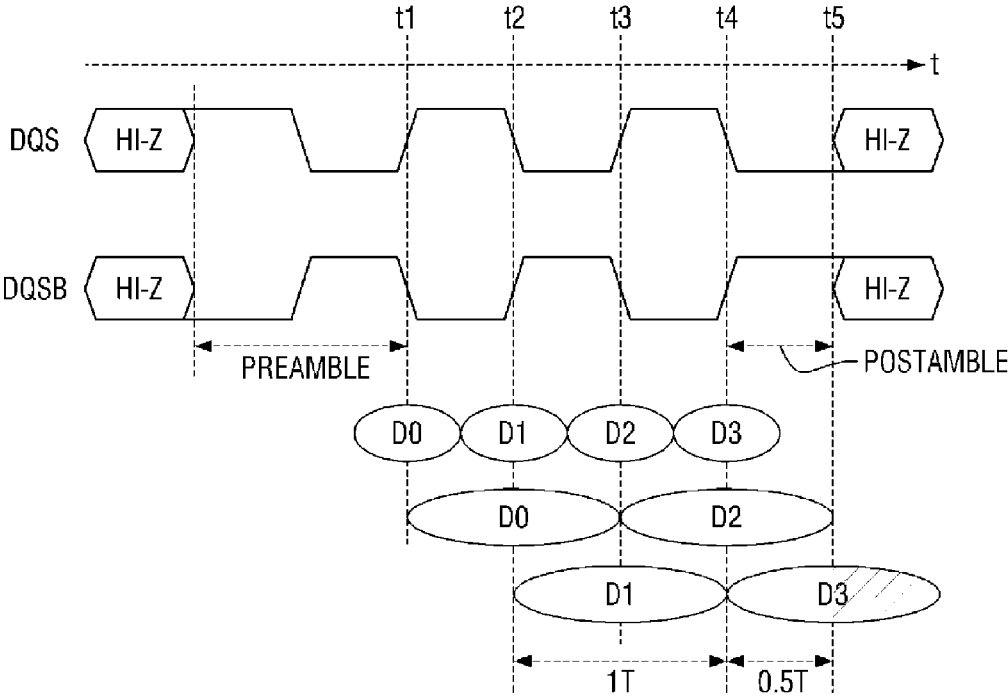 t1 t2 t3 t4 t5
t
DQS HI-Z HI-Z
DQSB HI-Z HI-Z
PREAMBLE POSTAMBLE
D0 D1 D2 D3
D0 D2
D1 D3
1T 0.5T